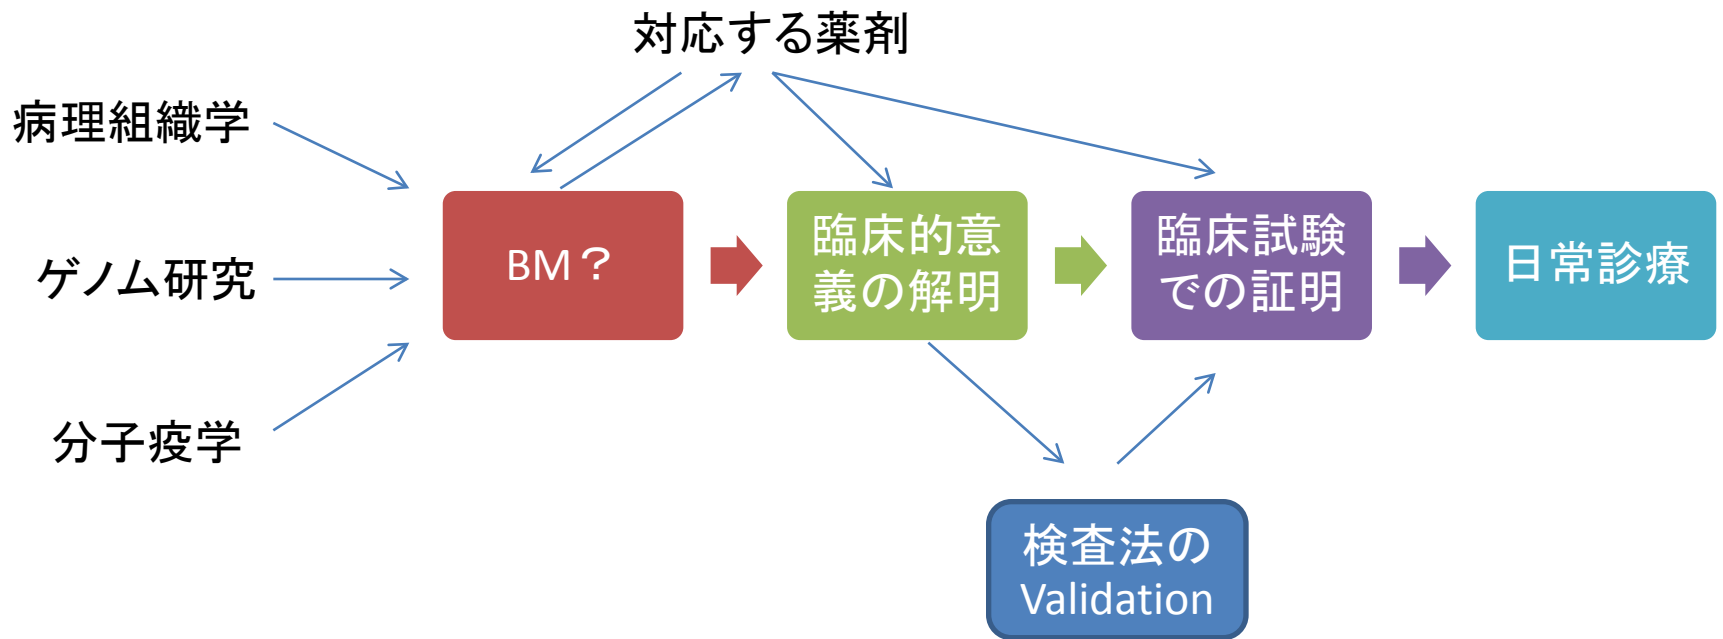 対応する薬剤
病理組織学
ゲノム研究
分子疫学
BM？
臨床的意
義の解明
臨床試験
での証明
日常診療
検査法の
Validation